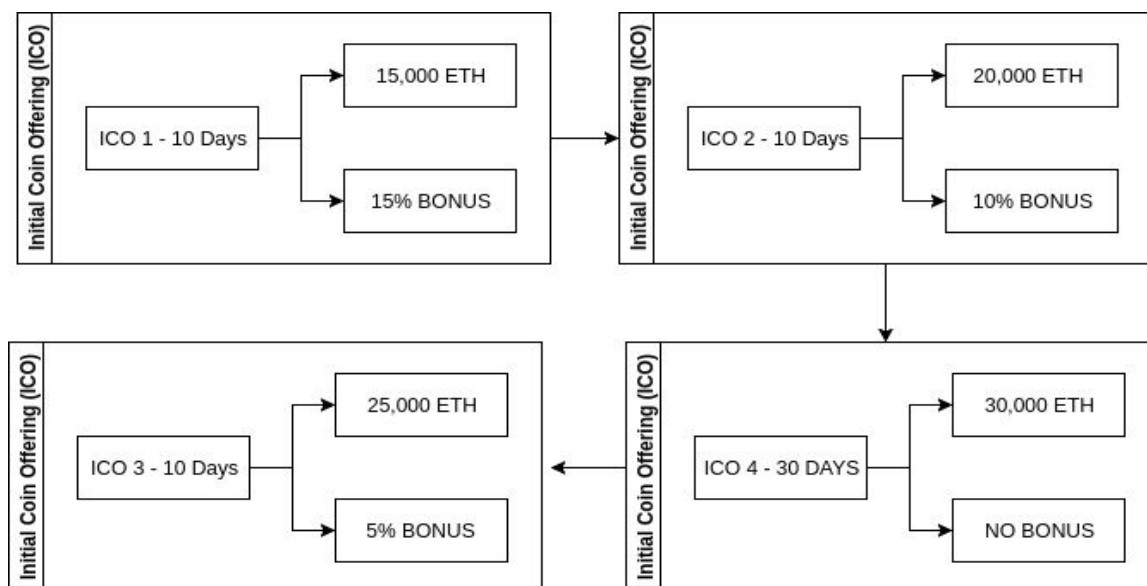 Initial Coin Offering (ICO)
ICO 1 - 10 Days
15,000 ETH
15% BONUS
Initial Coin Offering (ICO)
ICO 2 - 10 Days
20,000 ETH
10% BONUS
Initial Coin Offering (ICO)
ICO 3 - 10 Days
25,000 ETH
5% BONUS
Initial Coin Offering (ICO)
ICO 4 - 30 DAYS
30,000 ETH
NO BONUS